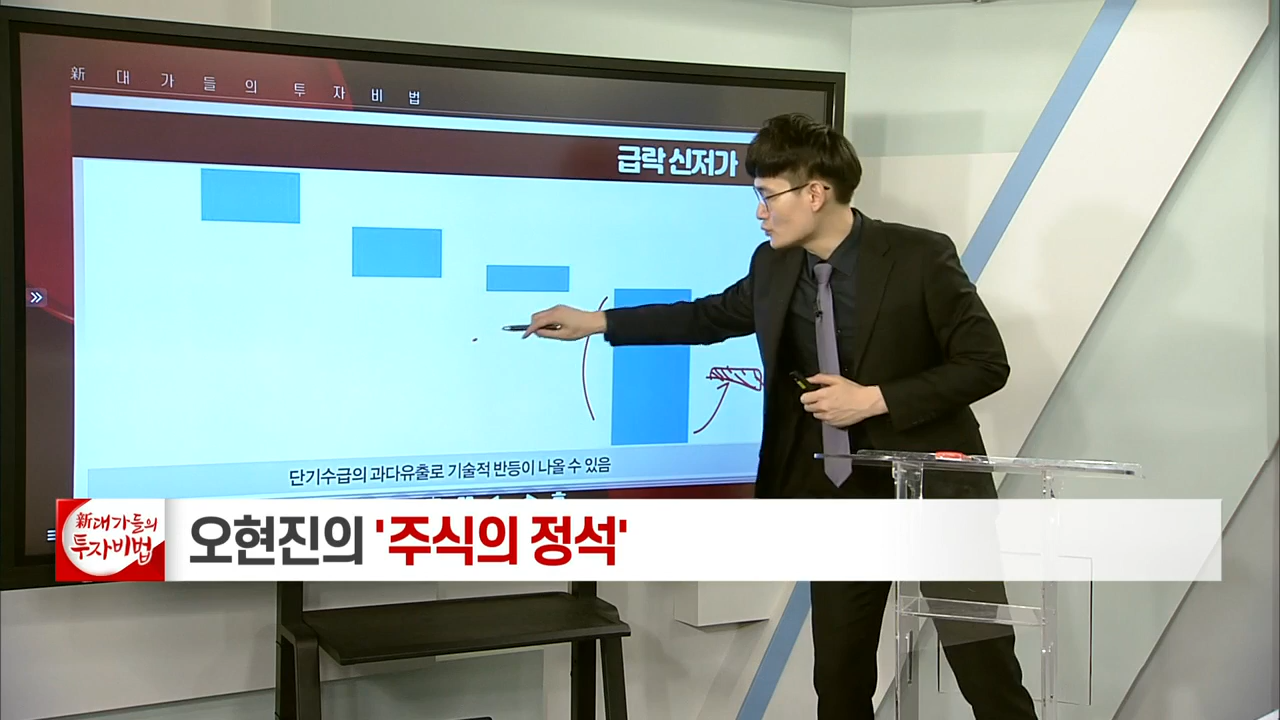 新 대 가 들 의 투 자 비 법
급락 신저가
단기수급의 과다유출로 기술적 반등이 나올 수 있음
新대가들의
투자비법
오현진의 '주식의 정석'